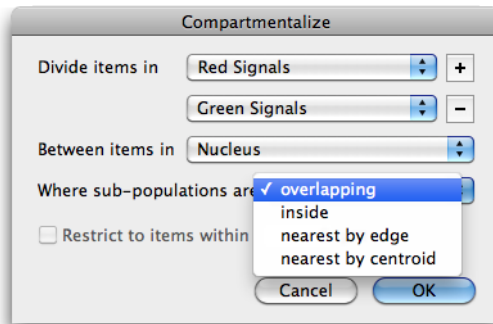 Compartmentalize
Divide items in Red Signals +
Green Signals −
Between items in Nucleus
Where sub-populations are ✓ overlapping
inside
Restrict to items within nearest by edge
nearest by centroid
Cancel OK